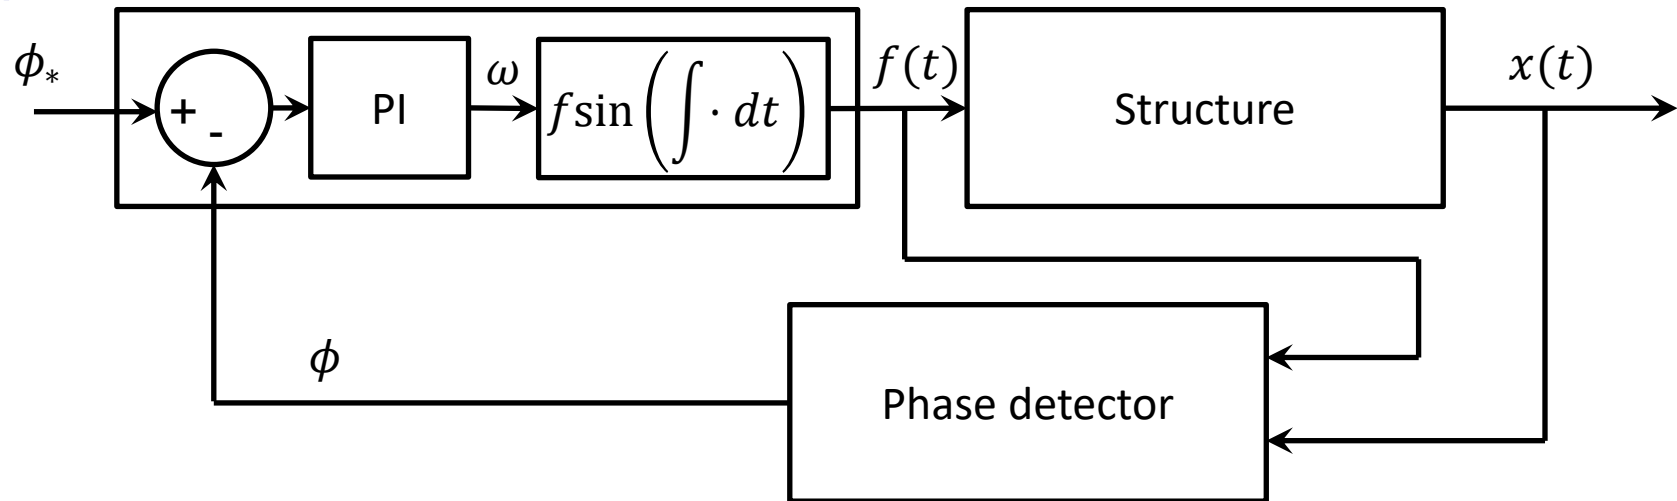 ϕ∗
+
-
PI
ω
f sin(∫ · dt)
f(t)
Structure
x(t)
ϕ
Phase detector